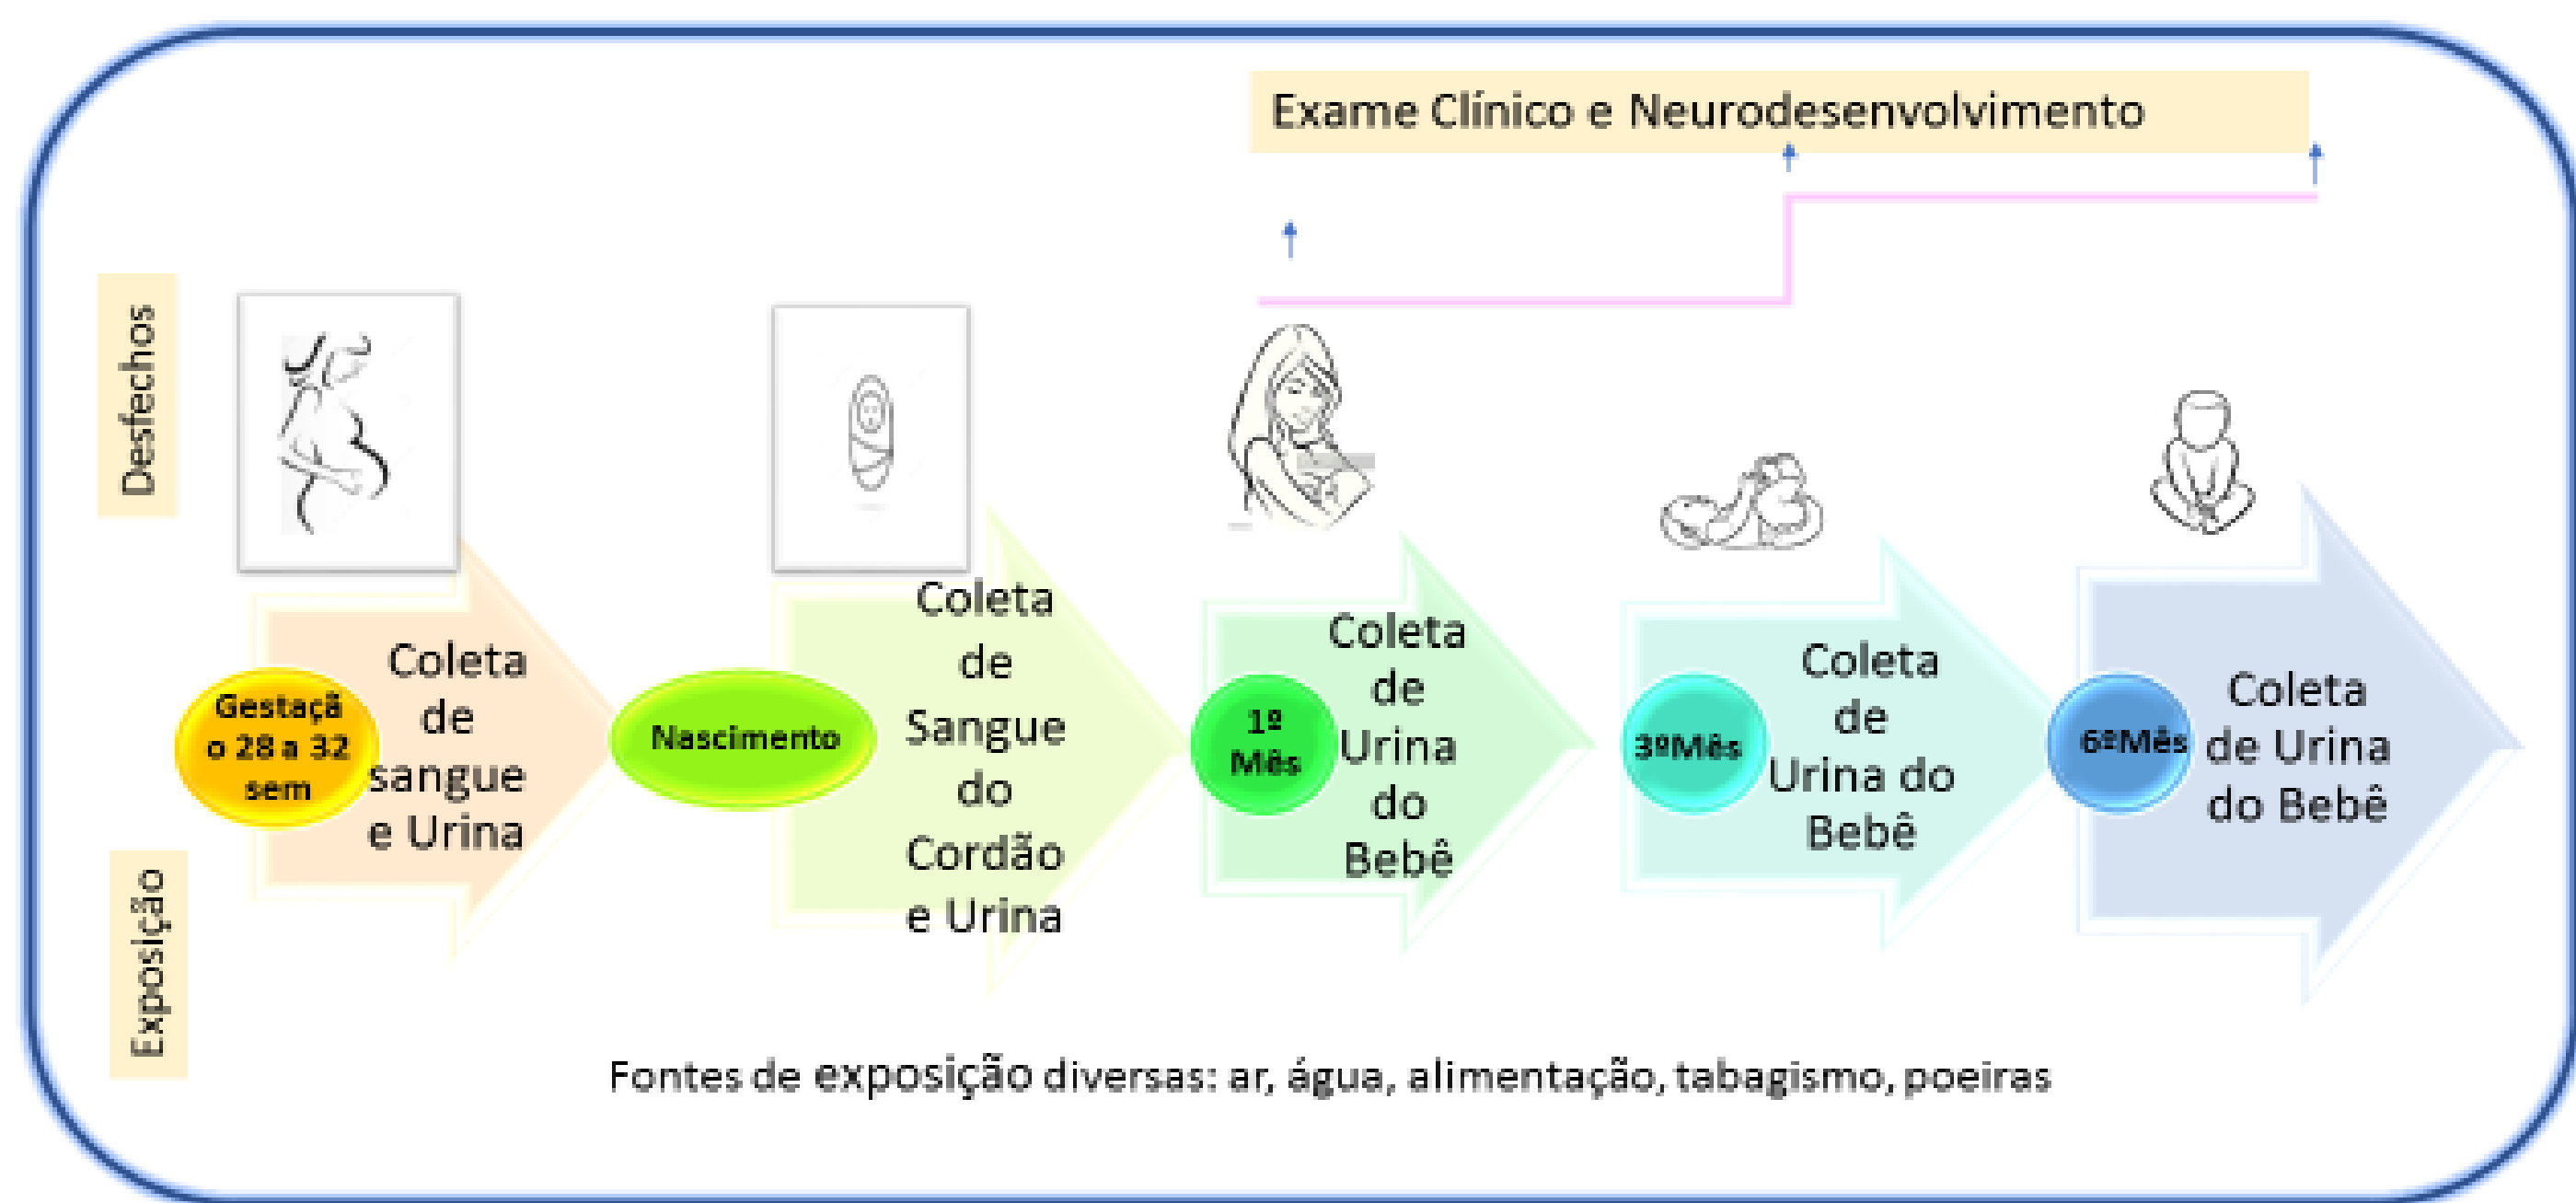 Exame Clínico e Neurodesenvolvimento
Desfechos
Gestaçã
o 28 a 32
sem
Coleta
de
sangue
e Urina
Nascimento
Coleta
de
Sangue
do
Cordão
e Urina
1º
Mês
Coleta
de
Urina
do
Bebê
3ºMês
Coleta
de
Urina do
Bebê
6ºMês
Coleta
de Urina
do Bebê
Exposição
Fontes de exposição diversas: ar, água, alimentação, tabagismo, poeiras